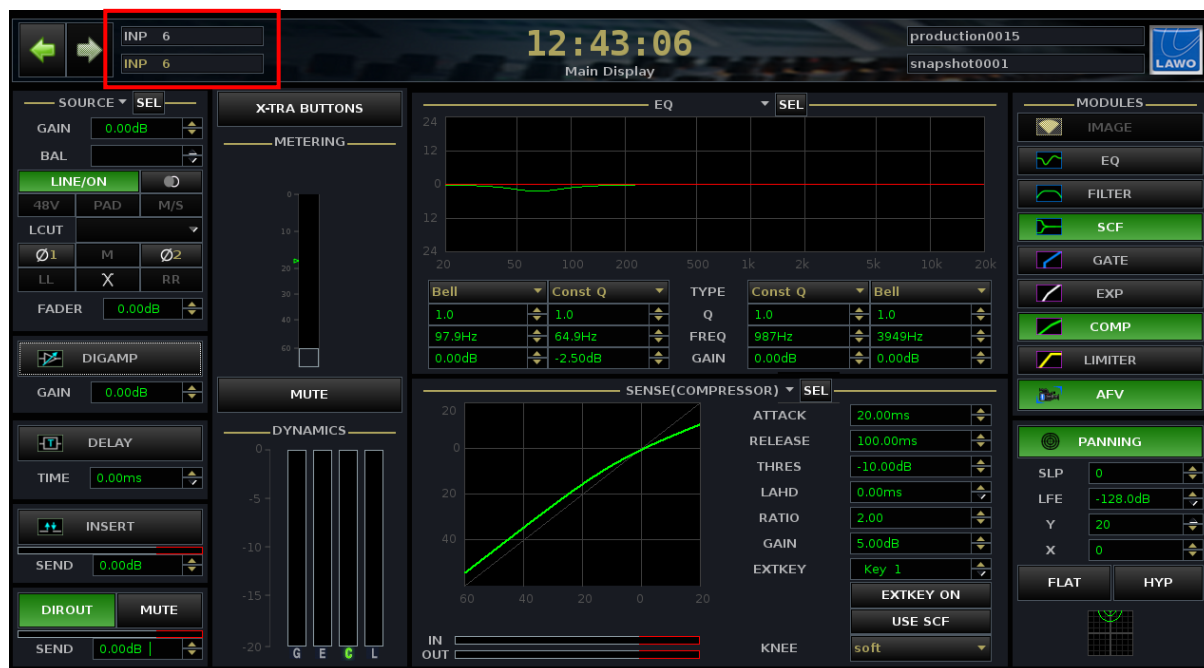 INP 6
INP 6
12:43:06
Main Display
production0015
snapshot0001
LAWO
SOURCE SEL
GAIN 0.00dB
BAL
LINE/ON
48V PAD M/S
LCUT
Ø1 M Ø2
LL X RR
FADER 0.00dB
DIGAMP
GAIN 0.00dB
DELAY
TIME 0.00ms
INSERT
SEND 0.00dB
DIROUT MUTE
SEND 0.00dB
X-TRA BUTTONS
METERING
0
10
20
30
40
60
MUTE
DYNAMICS
0
-5
-10
-15
-20
G E C L
EQ SEL
24
12
0
12
24
20 50 100 200 500 1k 2k 5k 10k 20k
Bell Const Q TYPE Const Q Bell
1.0 1.0 Q 1.0 1.0
97.9Hz 64.9Hz FREQ 987Hz 3949Hz
0.00dB -2.50dB GAIN 0.00dB 0.00dB
SENSE(COMPRESSOR) SEL
20
0
20
40
60 40 20 0 20
IN
OUT
ATTACK 20.00ms
RELEASE 100.00ms
THRES -10.00dB
LAHD 0.00ms
RATIO 2.00
GAIN 5.00dB
EXTKEY Key 1
EXTKEY ON
USE SCF
KNEE soft
MODULES
IMAGE
EQ
FILTER
SCF
GATE
EXP
COMP
LIMITER
AFV
PANNING
SLP 0
LFE -128.0dB
Y 20
X 0
FLAT HYP